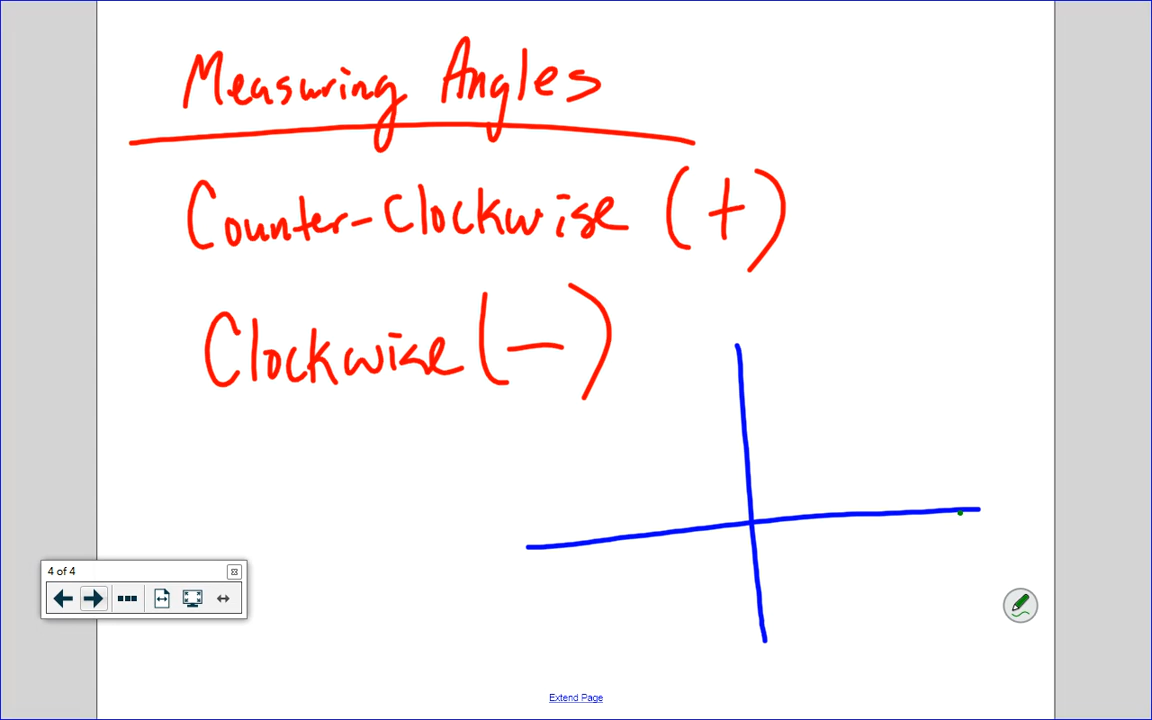 Measuring Angles
Counter-Clockwise (+)
Clockwise (-)
4 of 4
Extend Page